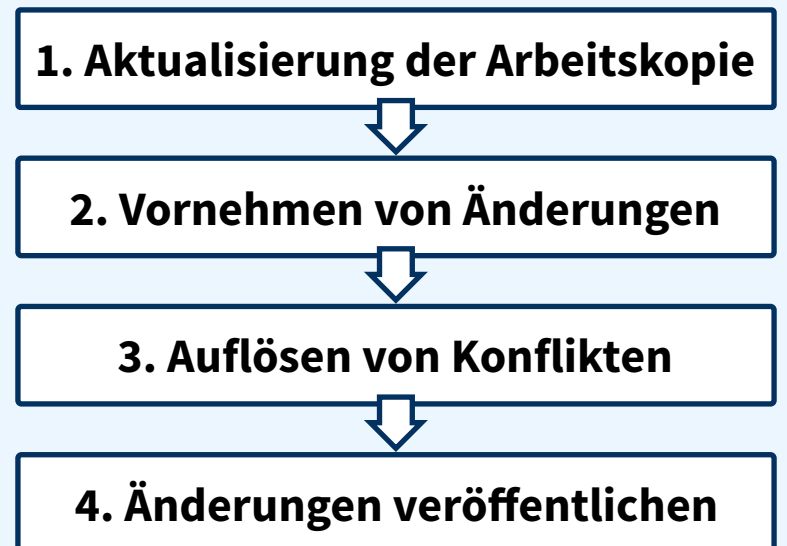 1. Aktualisierung der Arbeitskopie
2. Vornehmen von Änderungen
3. Auflösen von Konflikten
4. Änderungen veröffentlichen